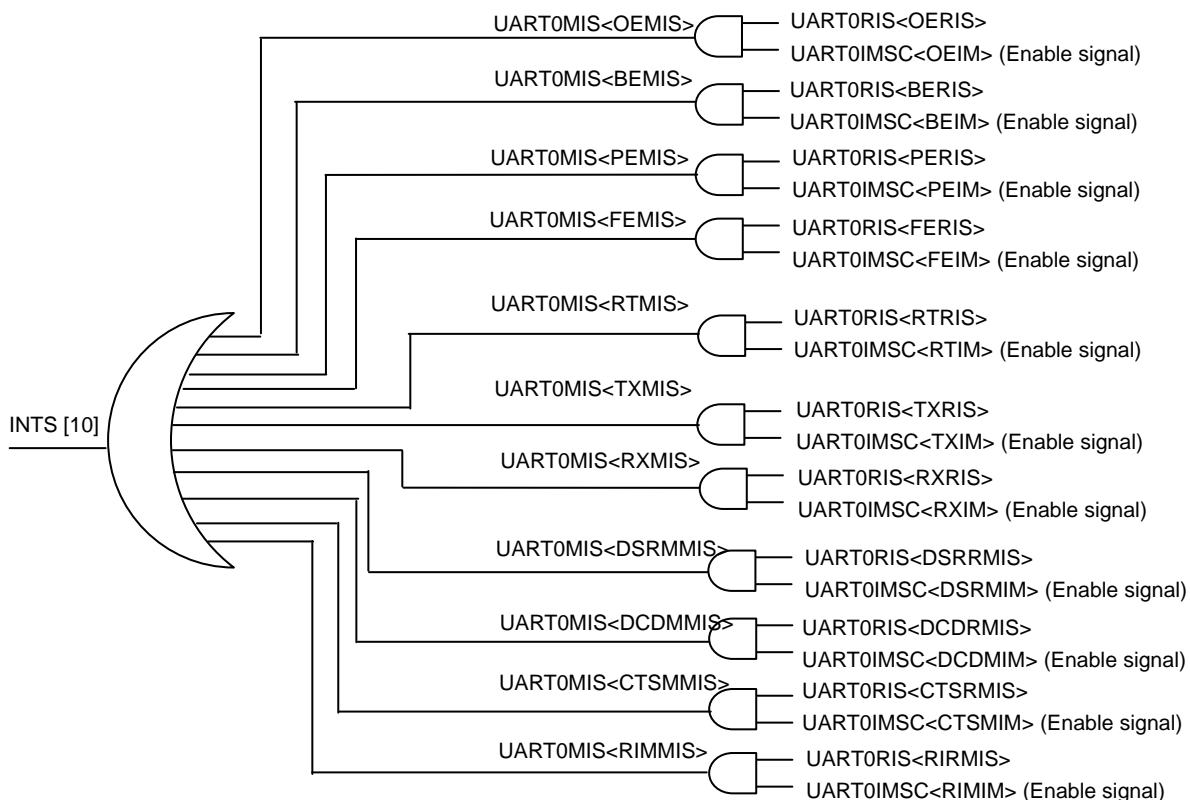 UART0MIS<OEMIS>
UART0RIS<OERIS>
UART0IMSC<OEIM> (Enable signal)
UART0MIS<BEMIS>
UART0RIS<BERIS>
UART0IMSC<BEIM> (Enable signal)
UART0MIS<PEMIS>
UART0RIS<PERIS>
UART0IMSC<PEIM> (Enable signal)
UART0MIS<FEMIS>
UART0RIS<FERIS>
UART0IMSC<FEIM> (Enable signal)
UART0MIS<RTMIS>
UART0RIS<RTRIS>
UART0IMSC<RTIM> (Enable signal)
UART0MIS<TXMIS>
UART0RIS<TXRIS>
UART0IMSC<TXIM> (Enable signal)
INTS [10]
UART0MIS<RXMIS>
UART0RIS<RXRIS>
UART0IMSC<RXIM> (Enable signal)
UART0MIS<DSRMMIS>
UART0RIS<DSRRMIS>
UART0IMSC<DSRMIM> (Enable signal)
UART0MIS<DCDMMIS>
UART0RIS<DCDRMIS>
UART0IMSC<DCDMIM> (Enable signal)
UART0MIS<CTSMMIS>
UART0RIS<CTSRMIS>
UART0IMSC<CTSMIM> (Enable signal)
UART0MIS<RIMMIS>
UART0RIS<RIRMIS>
UART0IMSC<RIMIM> (Enable signal)